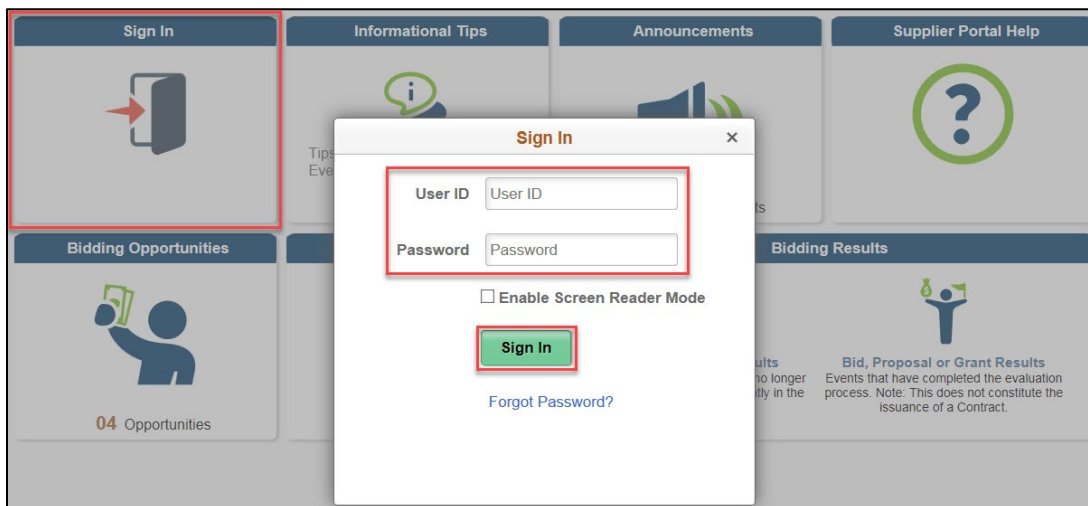 Sign In
Informational Tips
Announcements
Supplier Portal Help
Tips
Eve
ts
Sign In ×
User ID User ID
Password Password
Enable Screen Reader Mode
Sign In
Forgot Password?
Bidding Opportunities
04 Opportunities
Bidding Results
ults
no longer
tly in the
Bid, Proposal or Grant Results
Events that have completed the evaluation
process. Note: This does not constitute the
issuance of a Contract.